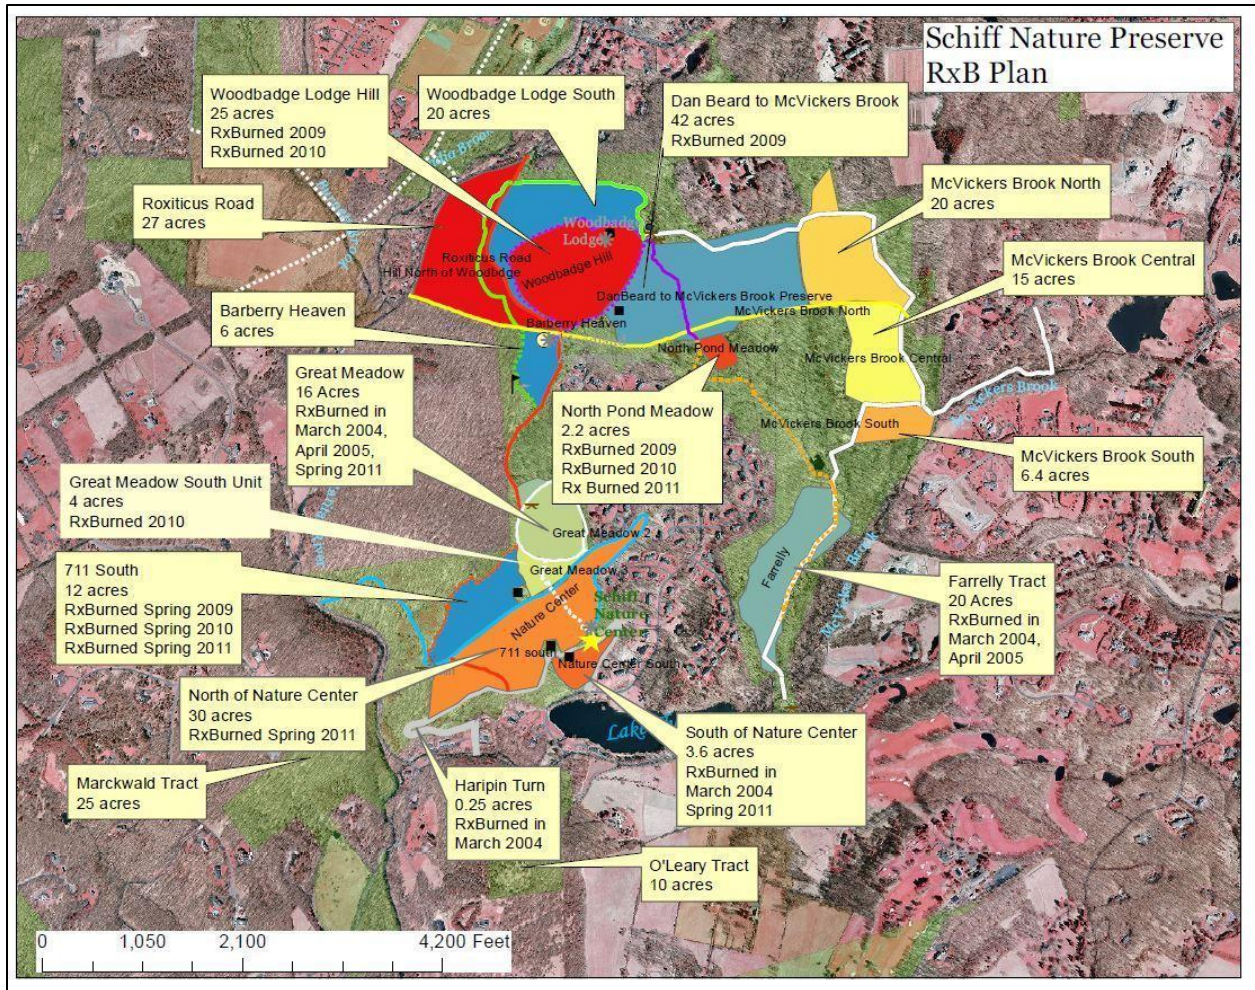 Schiff Nature Preserve
RxB Plan
Woodbadge Lodge Hill
25 acres
RxBurned 2009
RxBurned 2010
Woodbadge Lodge South
20 acres
Dan Beard to McVickers Brook
42 acres
RxBurned 2009
McVickers Brook North
20 acres
Roxiticus Road
27 acres
McVickers Brook Central
15 acres
Woodbadge
Lodge
Roxiticus Road
Hill North of Woodbdge
Woodbadge Hill
DanBeard to McVickers Brook Preserve
McVickers Brook North
Barberry Heaven
6 acres
Barberry Heaven
North Pond Meadow
McVickers Brook Central
Great Meadow
16 Acres
RxBurned in
March 2004,
April 2005,
Spring 2011
North Pond Meadow
2.2 acres
RxBurned 2009
RxBurned 2010
Rx Burned 2011
McVickers Brook
McVickers Brook South
McVickers Brook South
6.4 acres
Great Meadow South Unit
4 acres
RxBurned 2010
Great Meadow 2
Great Meadow 3
Farrelly
McVickers Brook
711 South
12 acres
RxBurned Spring 2009
RxBurned Spring 2010
RxBurned Spring 2011
Nature Center
Schiff
Nature
Center
711 south
Nature Center South
Farrelly Tract
20 Acres
RxBurned in
March 2004,
April 2005
North of Nature Center
30 acres
RxBurned Spring 2011
Lake
South of Nature Center
3.6 acres
RxBurned in
March 2004
Spring 2011
Marckwald Tract
25 acres
Haripin Turn
0.25 acres
RxBurned in
March 2004
O'Leary Tract
10 acres
0 1,050 2,100 4,200 Feet